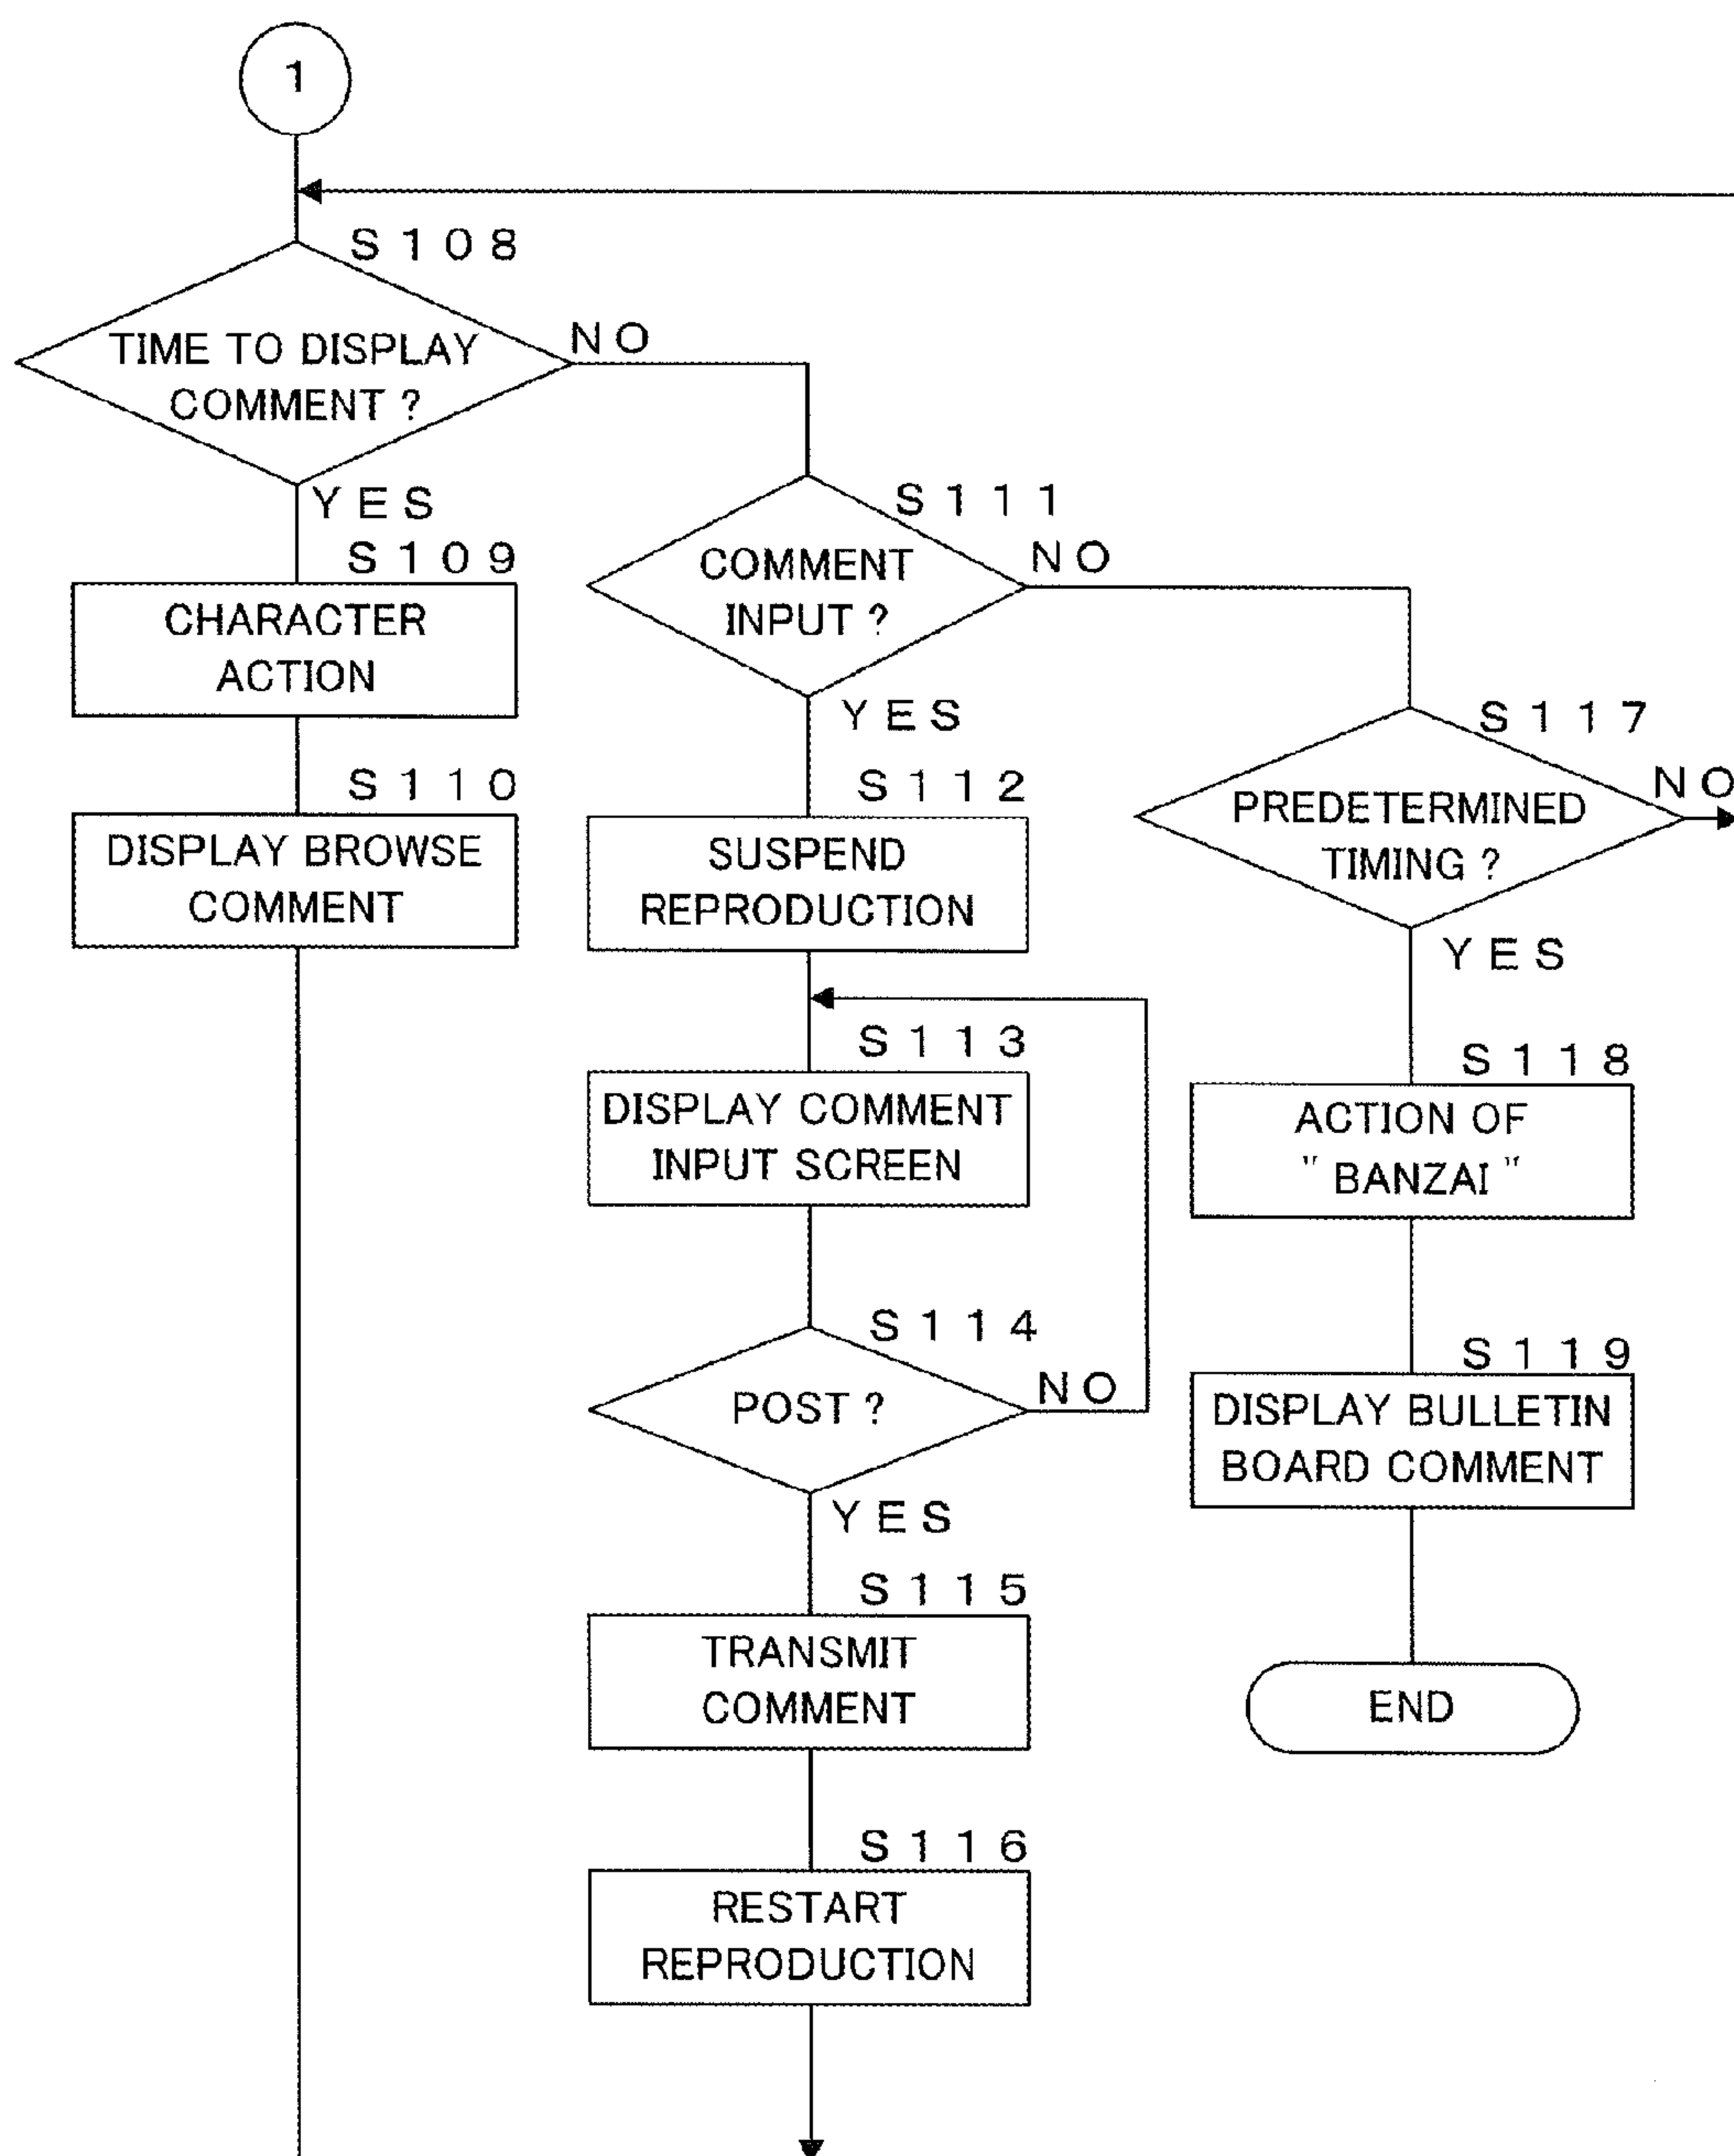 1
S108
TIME TO DISPLAY
COMMENT ?
NO
YES
S109
CHARACTER
ACTION
S110
DISPLAY BROWSE
COMMENT
S111
COMMENT
INPUT ?
NO
YES
S112
SUSPEND
REPRODUCTION
S113
DISPLAY COMMENT
INPUT SCREEN
S114
POST ?
NO
YES
S115
TRANSMIT
COMMENT
S116
RESTART
REPRODUCTION
S117
PREDETERMINED
TIMING ?
NO
YES
S118
ACTION OF
" BANZAI "
S119
DISPLAY BULLETIN
BOARD COMMENT
END